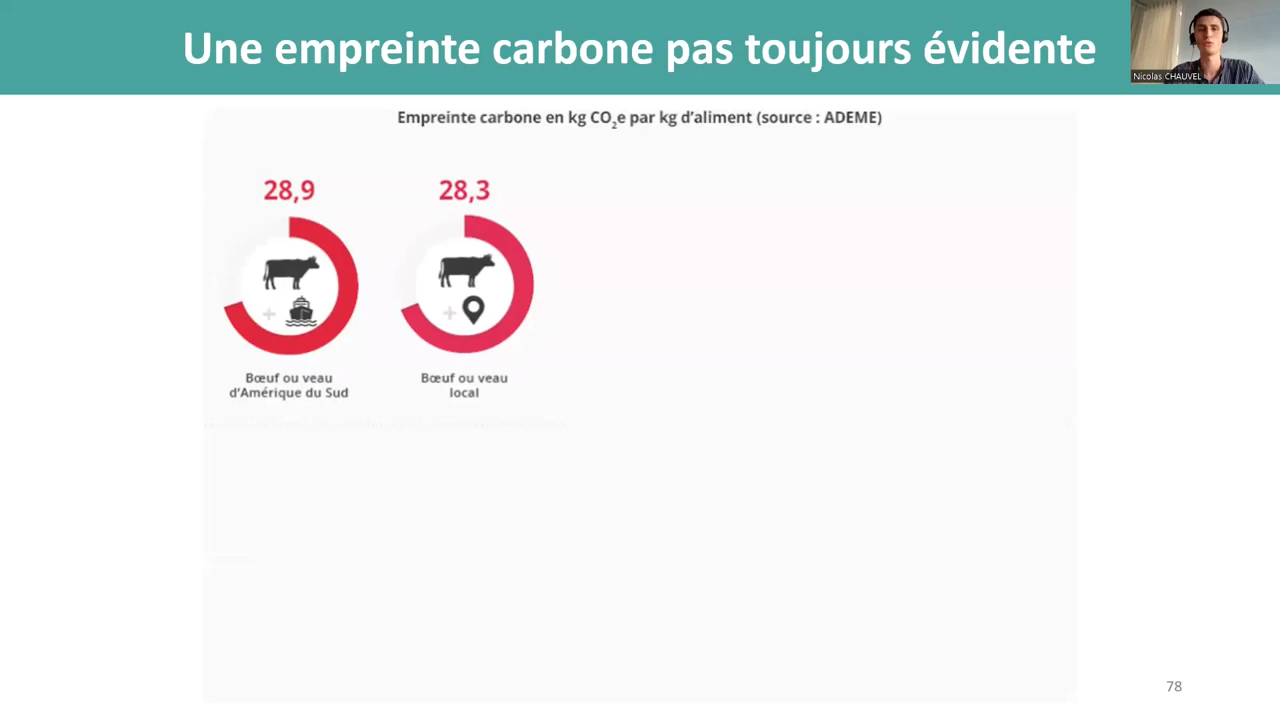 Une empreinte carbone pas toujours évidente
Nicolas CHAUVEL
Empreinte carbone en kg CO₂e par kg d’aliment (source : ADEME)
28,9
28,3
+
+
Bœuf ou veau
d’Amérique du Sud
Bœuf ou veau
local
78